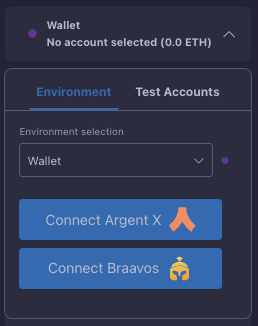 Wallet
No account selected (0.0 ETH)
Environment
Test Accounts
Environment selection
Wallet
Connect Argent X
Connect Braavos